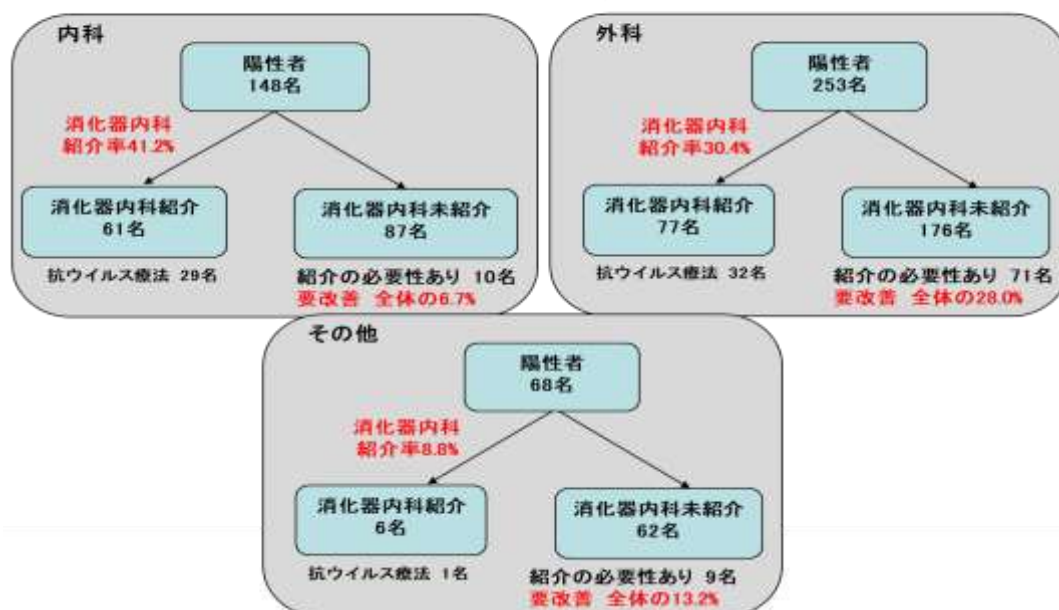 内科
陽性者
148名
消化器内科
紹介率41.2%
消化器内科紹介
61名
消化器内科未紹介
87名
抗ウイルス療法 29名
紹介の必要性あり 10名
要改善 全体の6.7%
外科
陽性者
253名
消化器内科
紹介率30.4%
消化器内科紹介
77名
消化器内科未紹介
176名
抗ウイルス療法 32名
紹介の必要性あり 71名
要改善 全体の28.0%
その他
陽性者
68名
消化器内科
紹介率8.8%
消化器内科紹介
6名
消化器内科未紹介
62名
抗ウイルス療法 1名
紹介の必要性あり 9名
要改善 全体の13.2%